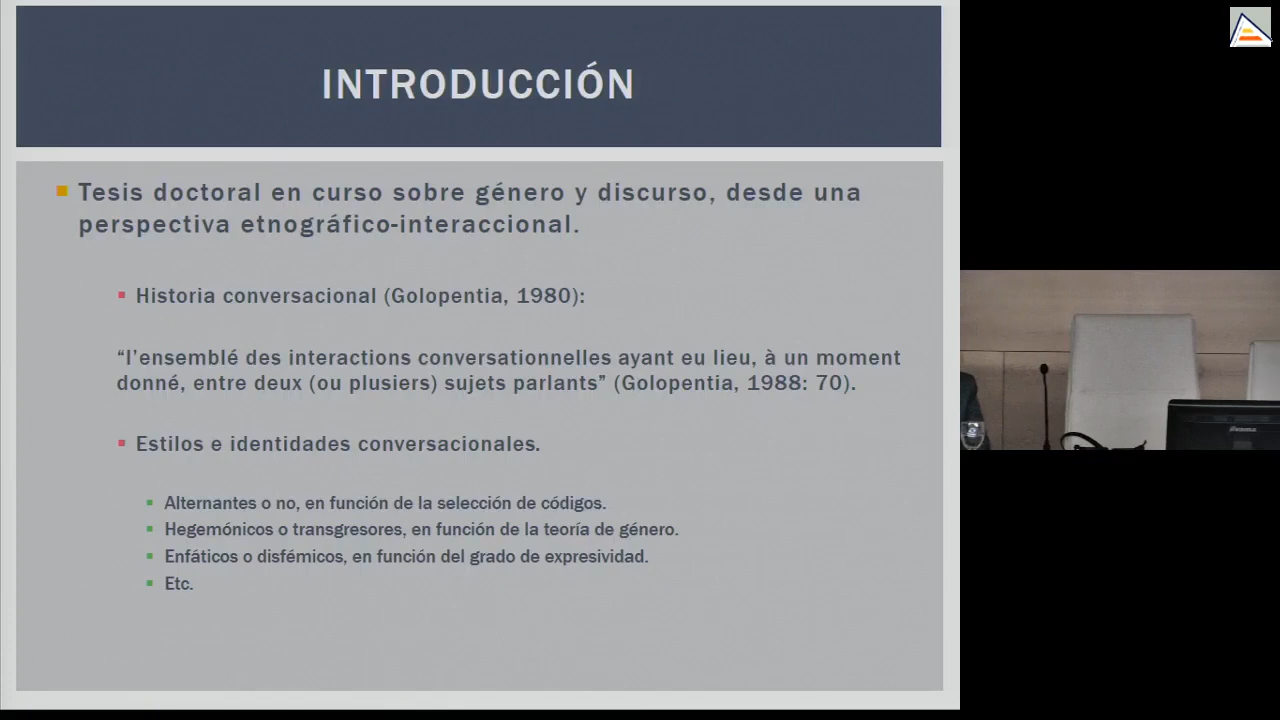 INTRODUCCIÓN
Tesis doctoral en curso sobre género y discurso, desde una
perspectiva etnográfico-interaccional.
Historia conversacional (Golopentia, 1980):
“l’ensemblé des interactions conversationnelles ayant eu lieu, à un moment
donné, entre deux (ou plusiers) sujets parlants” (Golopentia, 1988: 70).
Estilos e identidades conversacionales.
Alternantes o no, en función de la selección de códigos.
Hegemónicos o transgresores, en función de la teoría de género.
Enfáticos o disfémicos, en función del grado de expresividad.
Etc.